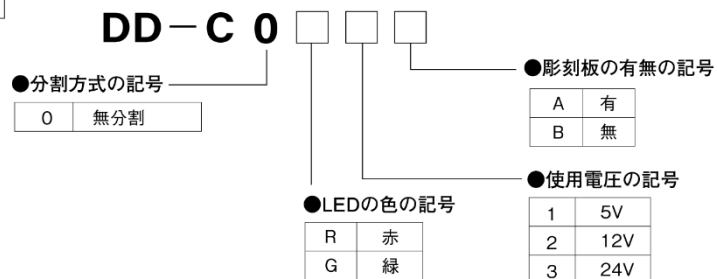 DD－C 0 □ □ □
●分割方式の記号
0 無分割
●彫刻板の有無の記号
A 有
B 無
●LEDの色の記号
R 赤
G 緑
●使用電圧の記号
1 5V
2 12V
3 24V